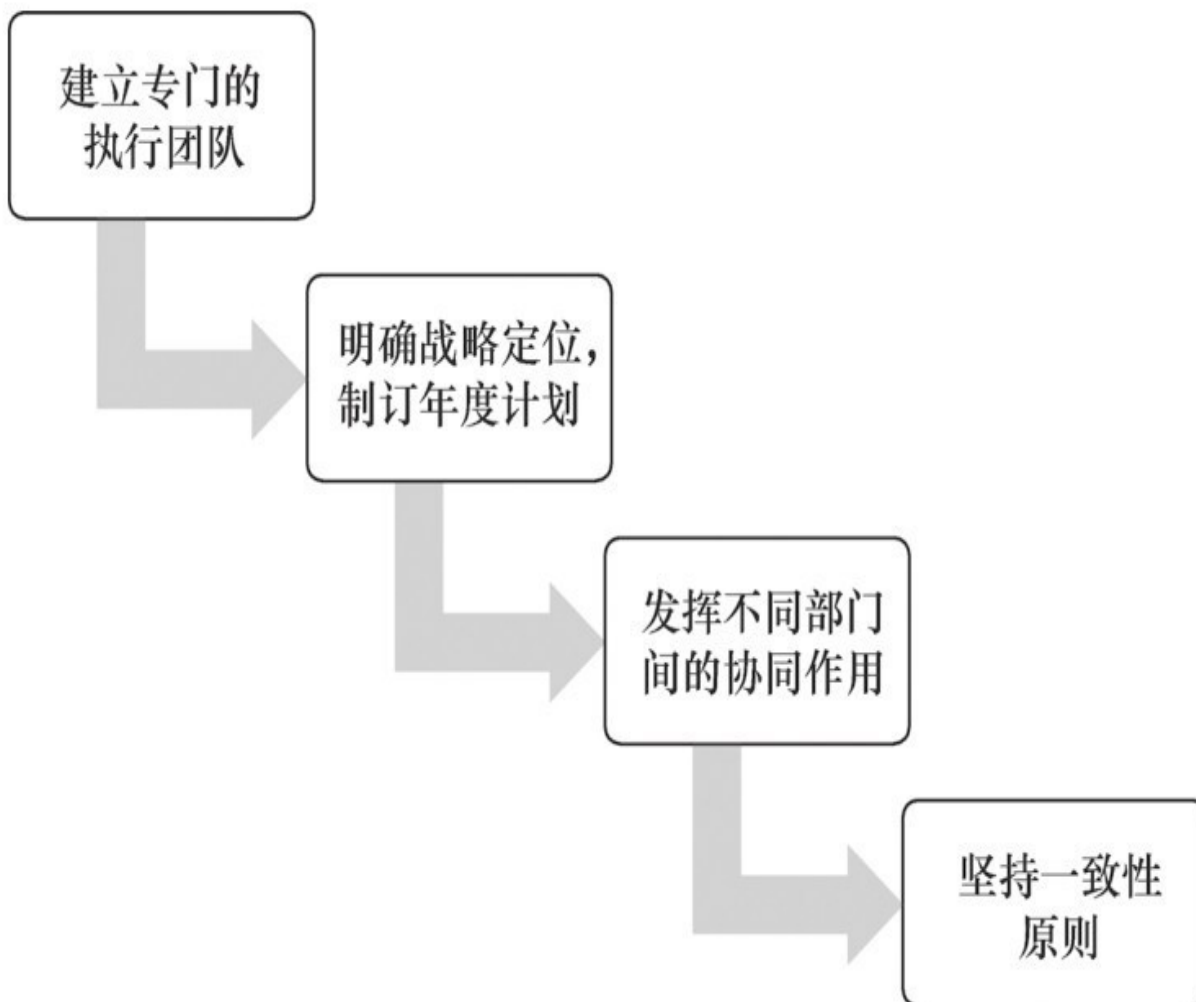 建立专门的
执行团队
明确战略定位，
制订年度计划
发挥不同部门
间的协同作用
坚持一致性
原则